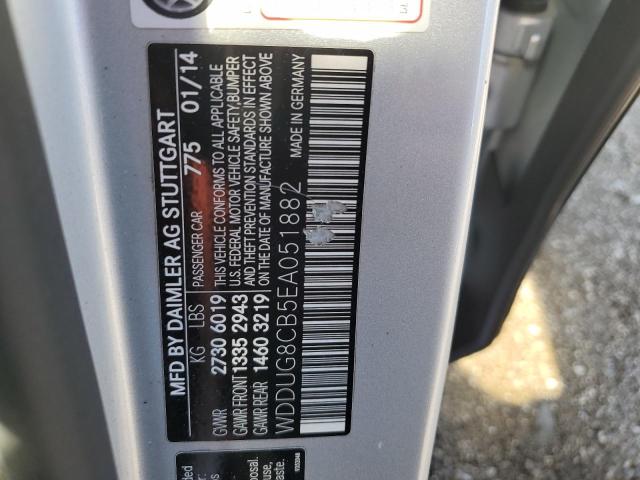 MFD BY DAIMLER AG STUTTGART
PASSENGER CAR 775 01/14
KG LBS
GVWR 2730 6019
GAWR FRONT 1335 2943
GAWR REAR 1460 3219
THIS VEHICLE CONFORMS TO ALL APPLICABLE
U.S. FEDERAL MOTOR VEHICLE SAFETY, BUMPER
AND THEFT PREVENTION STANDARDS IN EFFECT
ON THE DATE OF MANUFACTURE SHOWN ABOVE
WDDUG8CB5EA051882
MADE IN GERMANY